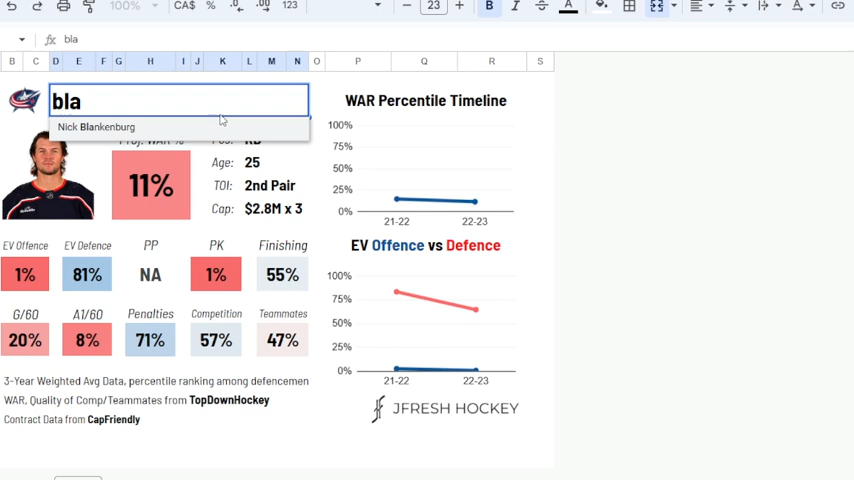 100%
CA$
%
.0
.00
123
23
B
I
A
A
fx bla
B C D E F G H I J K L M N O P Q R S
bla
Nick Blankenburg
11%
Age: 25
TOI: 2nd Pair
Cap: $2.8M x 3
EV Offence EV Defence PP PK Finishing
1% 81% NA 1% 55%
G/60 A1/60 Penalties Competition Teammates
20% 8% 71% 57% 47%
3-Year Weighted Avg Data, percentile ranking among defencemen
WAR, Quality of Comp/Teammates from TopDownHockey
Contract Data from CapFriendly
WAR Percentile Timeline
100%
75%
50%
25%
0%
21-22 22-23
EV Offence vs Defence
100%
75%
50%
25%
0%
21-22 22-23
JFRESH HOCKEY